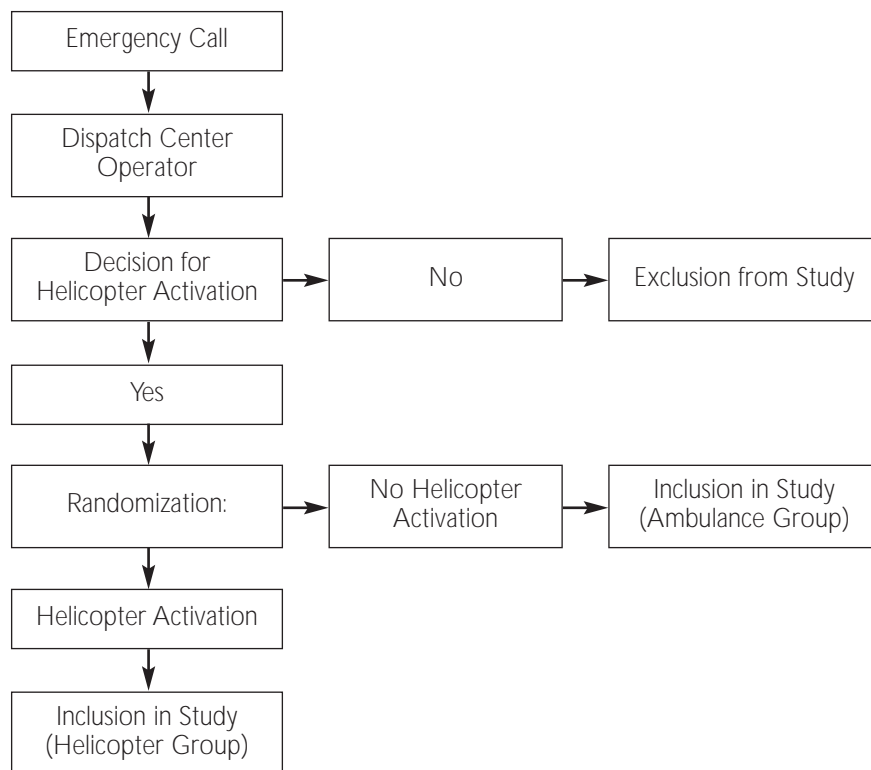 Emergency Call
Dispatch Center
Operator
Decision for
Helicopter Activation
No
Exclusion from Study
Yes
Randomization:
No Helicopter
Activation
Inclusion in Study
(Ambulance Group)
Helicopter Activation
Inclusion in Study
(Helicopter Group)